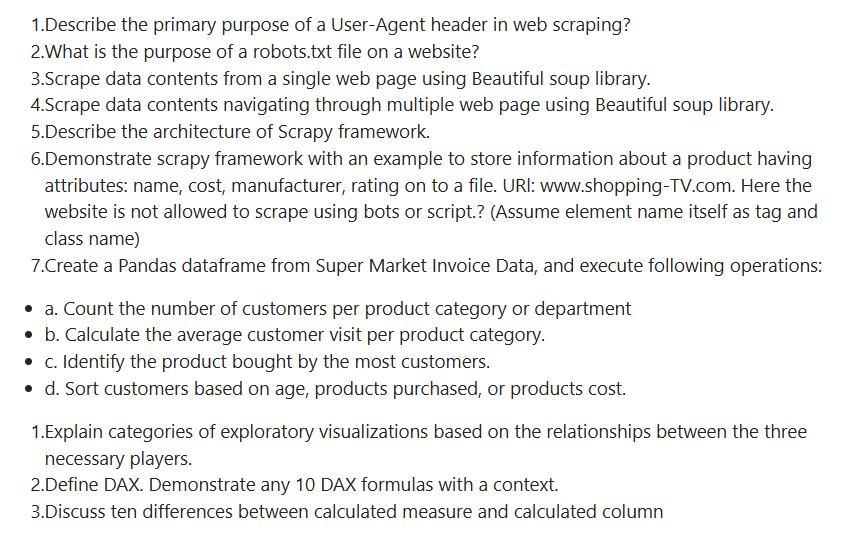 1.Describe the primary purpose of a User-Agent header in web scraping?
2.What is the purpose of a robots.txt file on a website?
3.Scrape data contents from a single web page using Beautiful soup library.
4.Scrape data contents navigating through multiple web page using Beautiful soup library.
5.Describe the architecture of Scrapy framework.
6.Demonstrate scrapy framework with an example to store information about a product having
attributes: name, cost, manufacturer, rating on to a file. URl: www.shopping-TV.com. Here the
website is not allowed to scrape using bots or script.? (Assume element name itself as tag and
class name)
7.Create a Pandas dataframe from Super Market Invoice Data, and execute following operations:
• a. Count the number of customers per product category or department
• b. Calculate the average customer visit per product category.
• c. Identify the product bought by the most customers.
• d. Sort customers based on age, products purchased, or products cost.
1.Explain categories of exploratory visualizations based on the relationships between the three
necessary players.
2.Define DAX. Demonstrate any 10 DAX formulas with a context.
3.Discuss ten differences between calculated measure and calculated column